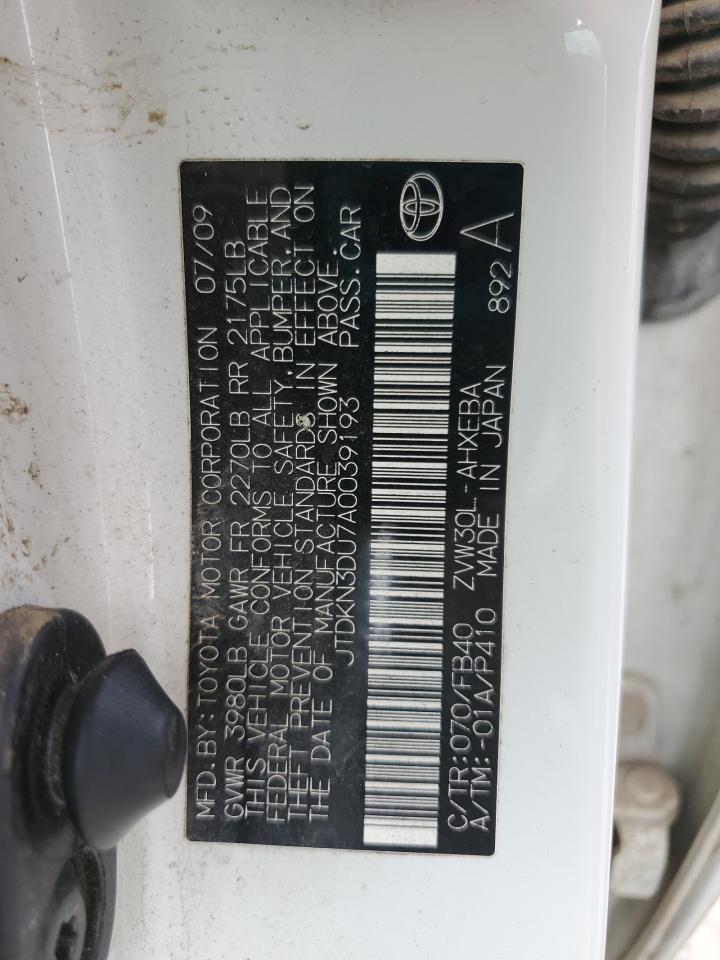 MFD.BY:TOYOTA MOTOR CORPORATION 07/09
GVWR 3980LB GAWR FR 2270LB RR 2175LB
THIS VEHICLE CONFORMS TO ALL APPLICABLE
FEDERAL MOTOR VEHICLE SAFETY,BUMPER,AND
THEFT PREVENTION STANDARDS IN EFFECT ON
THE DATE OF MANUFACTURE SHOWN ABOVE.
JTDKN3DU7A0039193 PASS.CAR
C/TR:070/FB40 ZVW30L-AHXEBA 892 A
A/TM:-01A/P410 MADE IN JAPAN